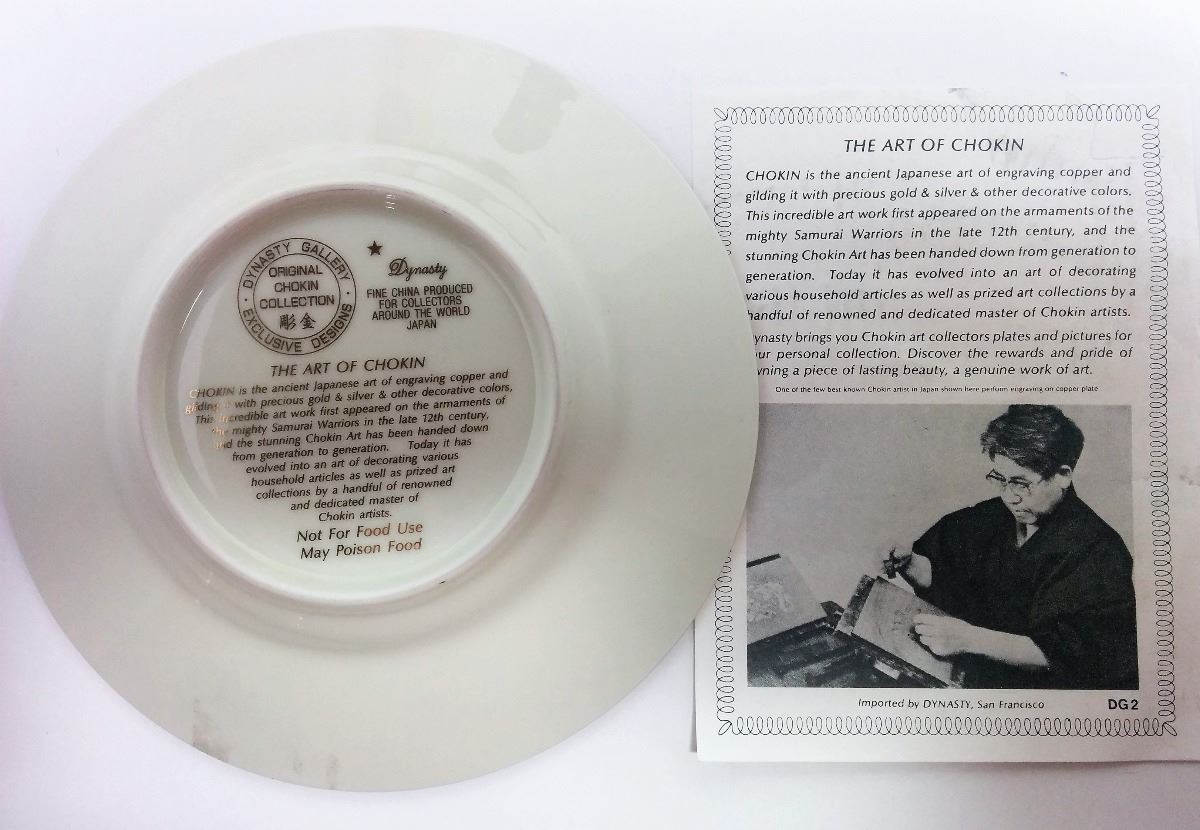 DYNASTY GALLERY
ORIGINAL
CHOKIN
COLLECTION
彫金
EXCLUSIVE DESIGNS
Dynasty
FINE CHINA PRODUCED
FOR COLLECTORS
AROUND THE WORLD
JAPAN
THE ART OF CHOKIN
CHOKIN is the ancient Japanese art of engraving copper and
gilding it with precious gold & silver & other decorative colors,
This incredible art work first appeared on the armaments of
the mighty Samurai Warriors in the late 12th century,
and the stunning Chokin Art has been handed down
from generation to generation. Today it has
evolved into an art of decorating various
household articles as well as prized art
collections by a handful of renowned
and dedicated master of
Chokin artists.
Not For Food Use
May Poison Food
THE ART OF CHOKIN
CHOKIN is the ancient Japanese art of engraving copper and
gilding it with precious gold & silver & other decorative colors,
This incredible art work first appeared on the armaments of the
mighty Samurai Warriors in the late 12th century, and the
stunning Chokin Art has been handed down from generation to
generation. Today it has evolved into an art of decorating
various household articles as well as prized art collections by a
handful of renowned and dedicated master of Chokin artists.
ynasty brings you Chokin art collectors plates and pictures for
ur personal collection. Discover the rewards and pride of
wning a piece of lasting beauty, a genuine work of art.
One of the few best known Chokin artist in Japan shown here perform engraving on copper plate
Imported by DYNASTY, San Francisco
DG2